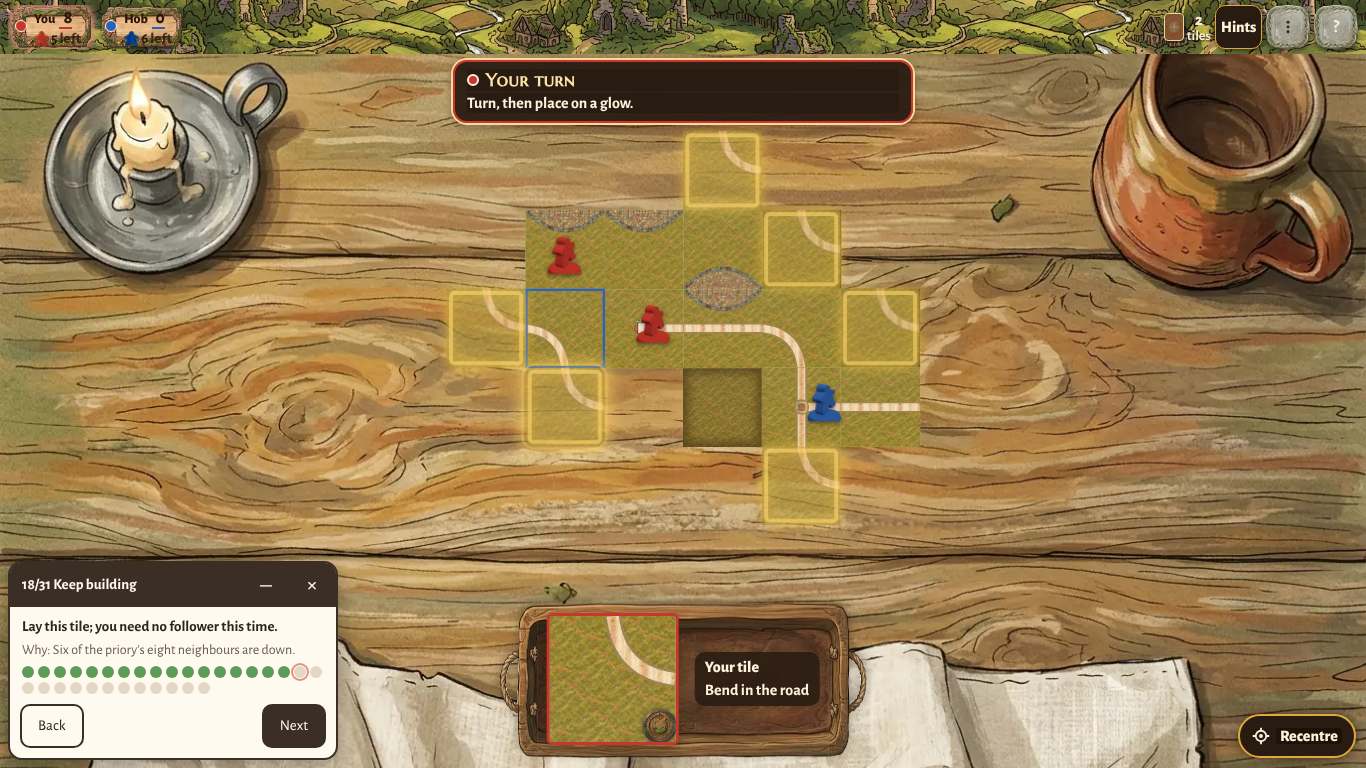 You 8
5 left
Hob 0
6 left
2
tiles
Hints
?
Your turn
Turn, then place on a glow.
18/31 Keep building
Lay this tile; you need no follower this time.
Why: Six of the priory's eight neighbours are down.
Back
Next
Your tile
Bend in the road
Recentre